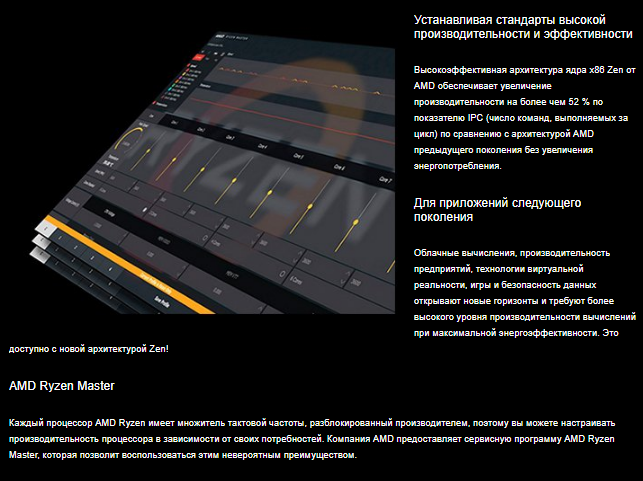 Устанавливая стандарты высокой
производительности и эффективности
Высокоэффективная архитектура ядра x86 Zen от
AMD обеспечивает увеличение
производительности на более чем 52 % по
показателю IPC (число команд, выполняемых за
цикл) по сравнению с архитектурой AMD
предыдущего поколения без увеличения
энергопотребления.
Для приложений следующего
поколения
Облачные вычисления, производительность
предприятий, технологии виртуальной
реальности, игры и безопасность данных
открывают новые горизонты и требуют более
высокого уровня производительности вычислений
при максимальной энергоэффективности. Это
доступно с новой архитектурой Zen!
AMD Ryzen Master
Каждый процессор AMD Ryzen имеет множитель тактовой частоты, разблокированный производителем, поэтому вы можете настраивать
производительность процессора в зависимости от своих потребностей. Компания AMD предоставляет сервисную программу AMD Ryzen
Master, которая позволит воспользоваться этим невероятным преимуществом.
RYZEN